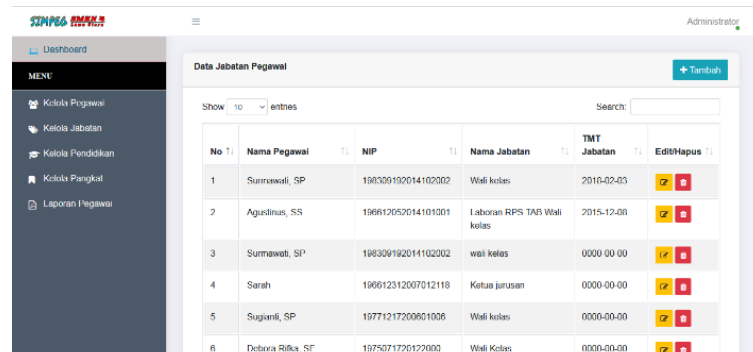 SIMPEG SMKN 1
Administrator
Dashboard
MENU
Kelola Pegawai
Kelola Jabatan
Kelola Pendidikan
Kelola Pangkat
Laporan Pegawai
Data Jabatan Pegawai
Tambah
Show 10 entries
Search:
No Nama Pegawai NIP Nama Jabatan TMT Jabatan Edit/Hapus
1 Surmawati, SP 198309192014102002 Wali kelas 2016-02-03
2 Agustinus, SS 196612052014101001 Laboran RPS TAB Wali
kelas 2015-12-08
3 Surmawati, SP 198309192014102002 wali kelas 0000-00-00
4 Sarah 196612312007012118 Ketua jurusan 0000-00-00
5 Sugianti, SP 19771217200601006 Wali kelas 0000-00-00
6 Debora Rifka, SE 1975071720122000 Wali Kelas 0000-00-00